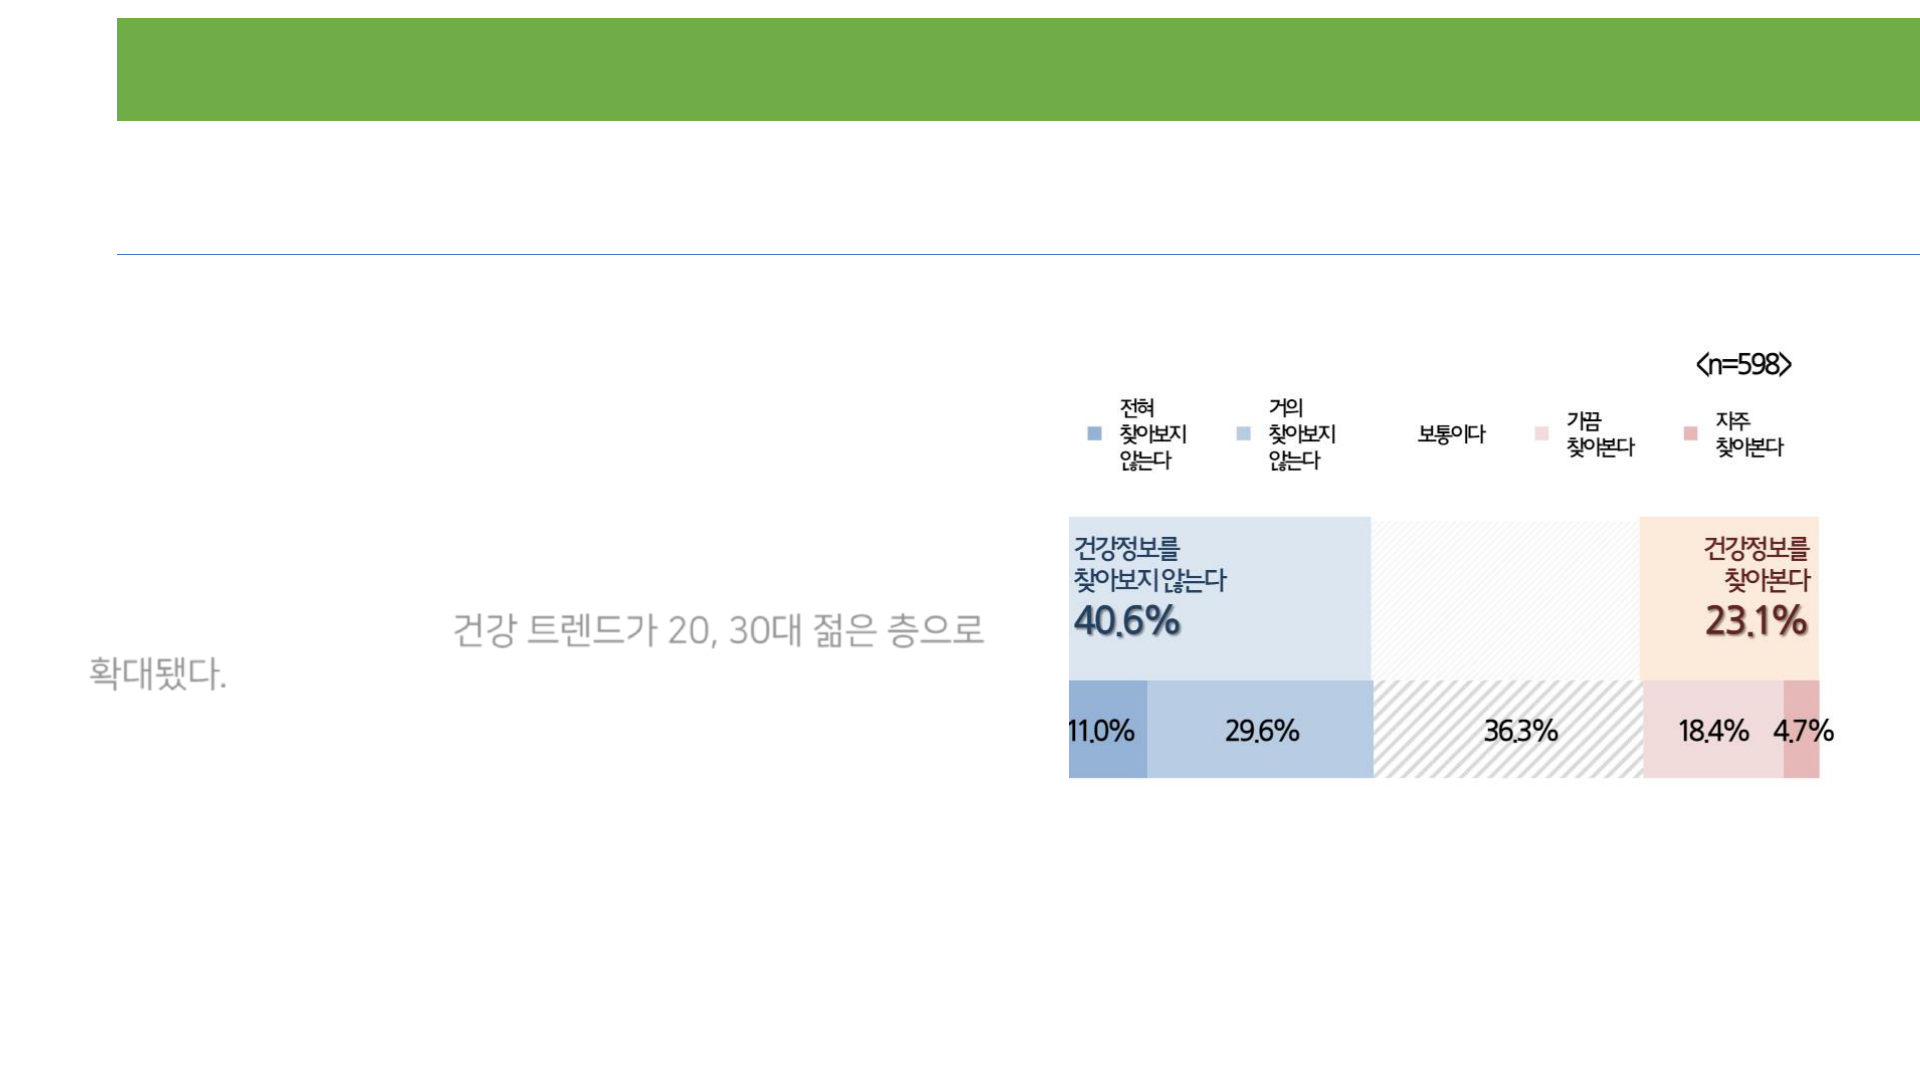 건강 트렌드가 20, 30대 젊은 층으로
확대됐다.
<n=598>
전혀
찾아보지
않는다
거의
찾아보지
않는다
보통이다
가끔
찾아본다
자주
찾아본다
건강정보를
찾아보지 않는다
40.6%
건강정보를
찾아본다
23.1%
11.0%
29.6%
36.3%
18.4%
4.7%